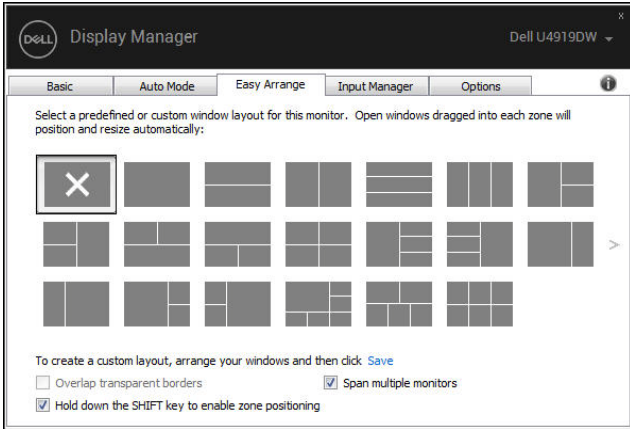 DELL Display Manager Dell U4919DW
x
Basic Auto Mode Easy Arrange Input Manager Options i
Select a predefined or custom window layout for this monitor. Open windows dragged into each zone will
position and resize automatically:
>
To create a custom layout, arrange your windows and then click Save
Overlap transparent borders Span multiple monitors
Hold down the SHIFT key to enable zone positioning